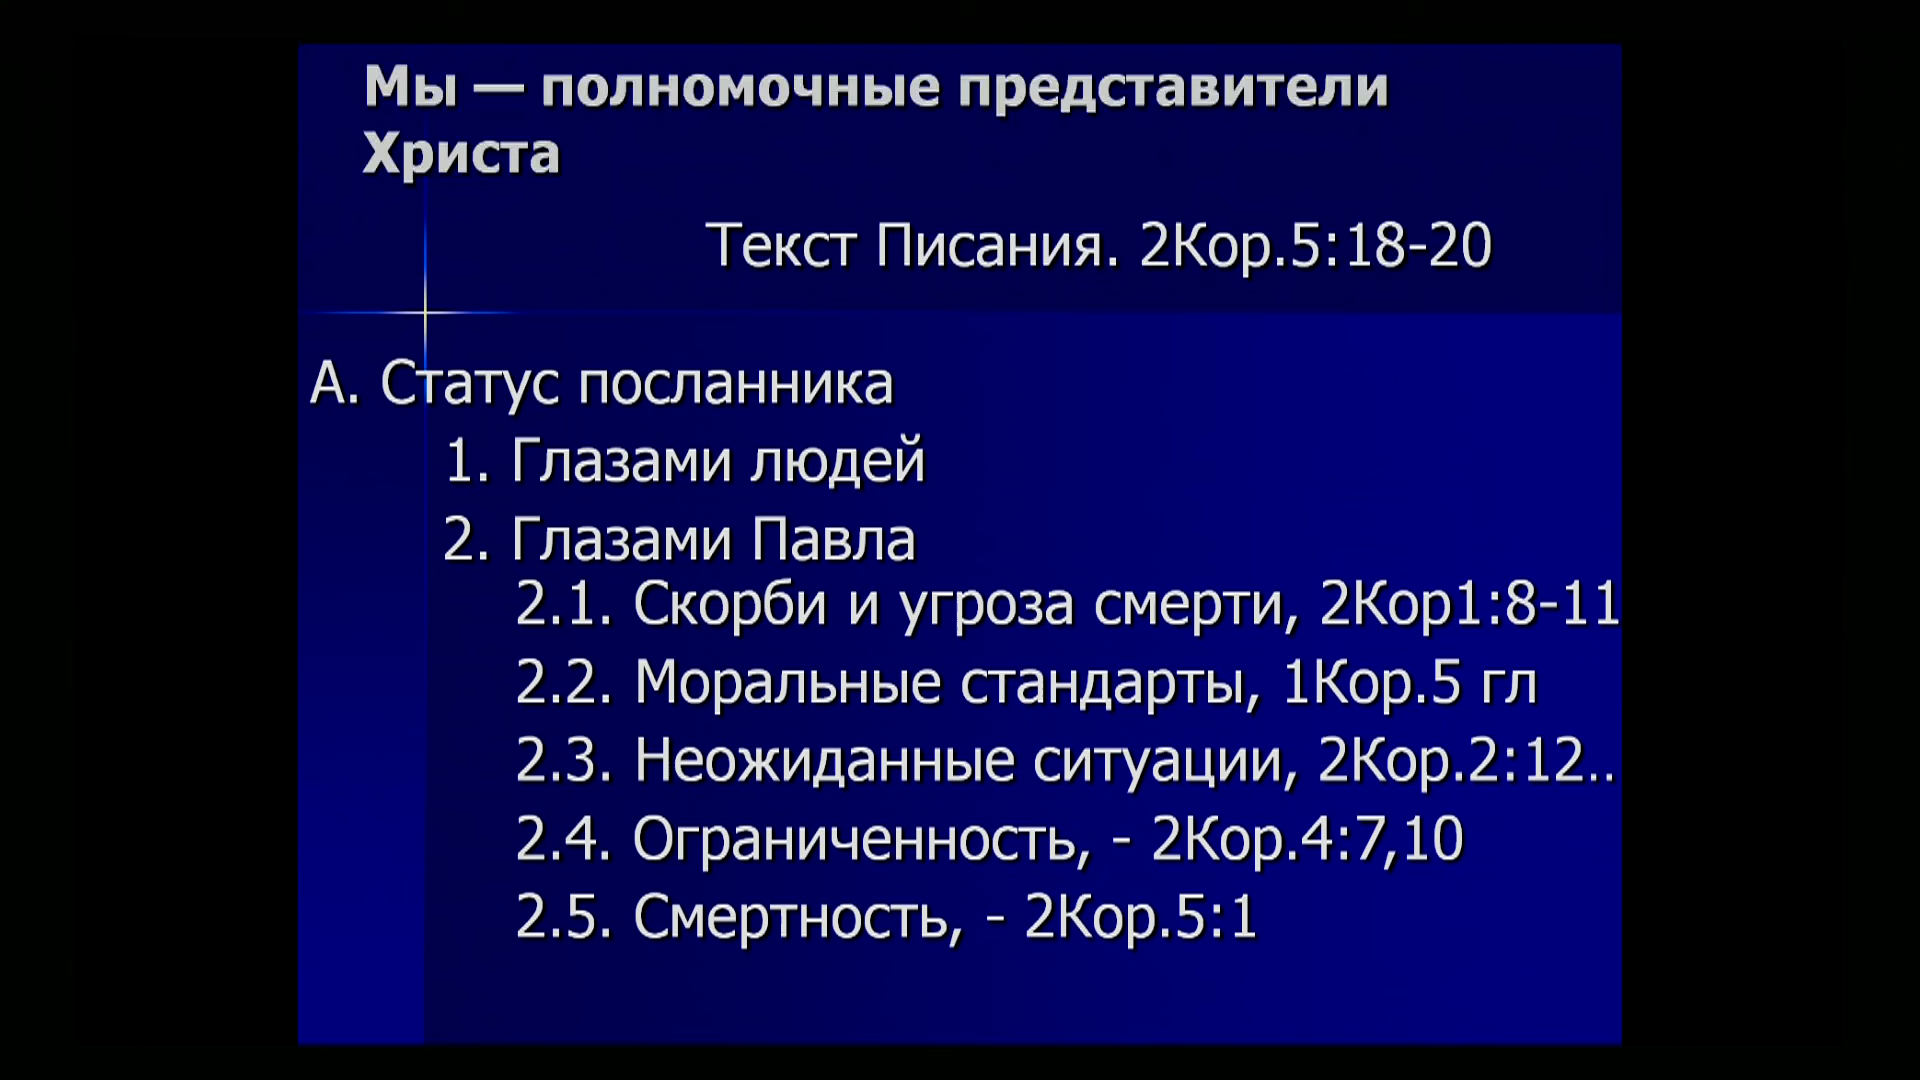 Мы — полномочные представители
Христа
Текст Писания. 2Кор.5:18-20
А. Статус посланника
1. Глазами людей
2. Глазами Павла
2.1. Скорби и угроза смерти, 2Кор1:8-11
2.2. Моральные стандарты, 1Кор.5 гл
2.3. Неожиданные ситуации, 2Кор.2:12..
2.4. Ограниченность, - 2Кор.4:7,10
2.5. Смертность, - 2Кор.5:1